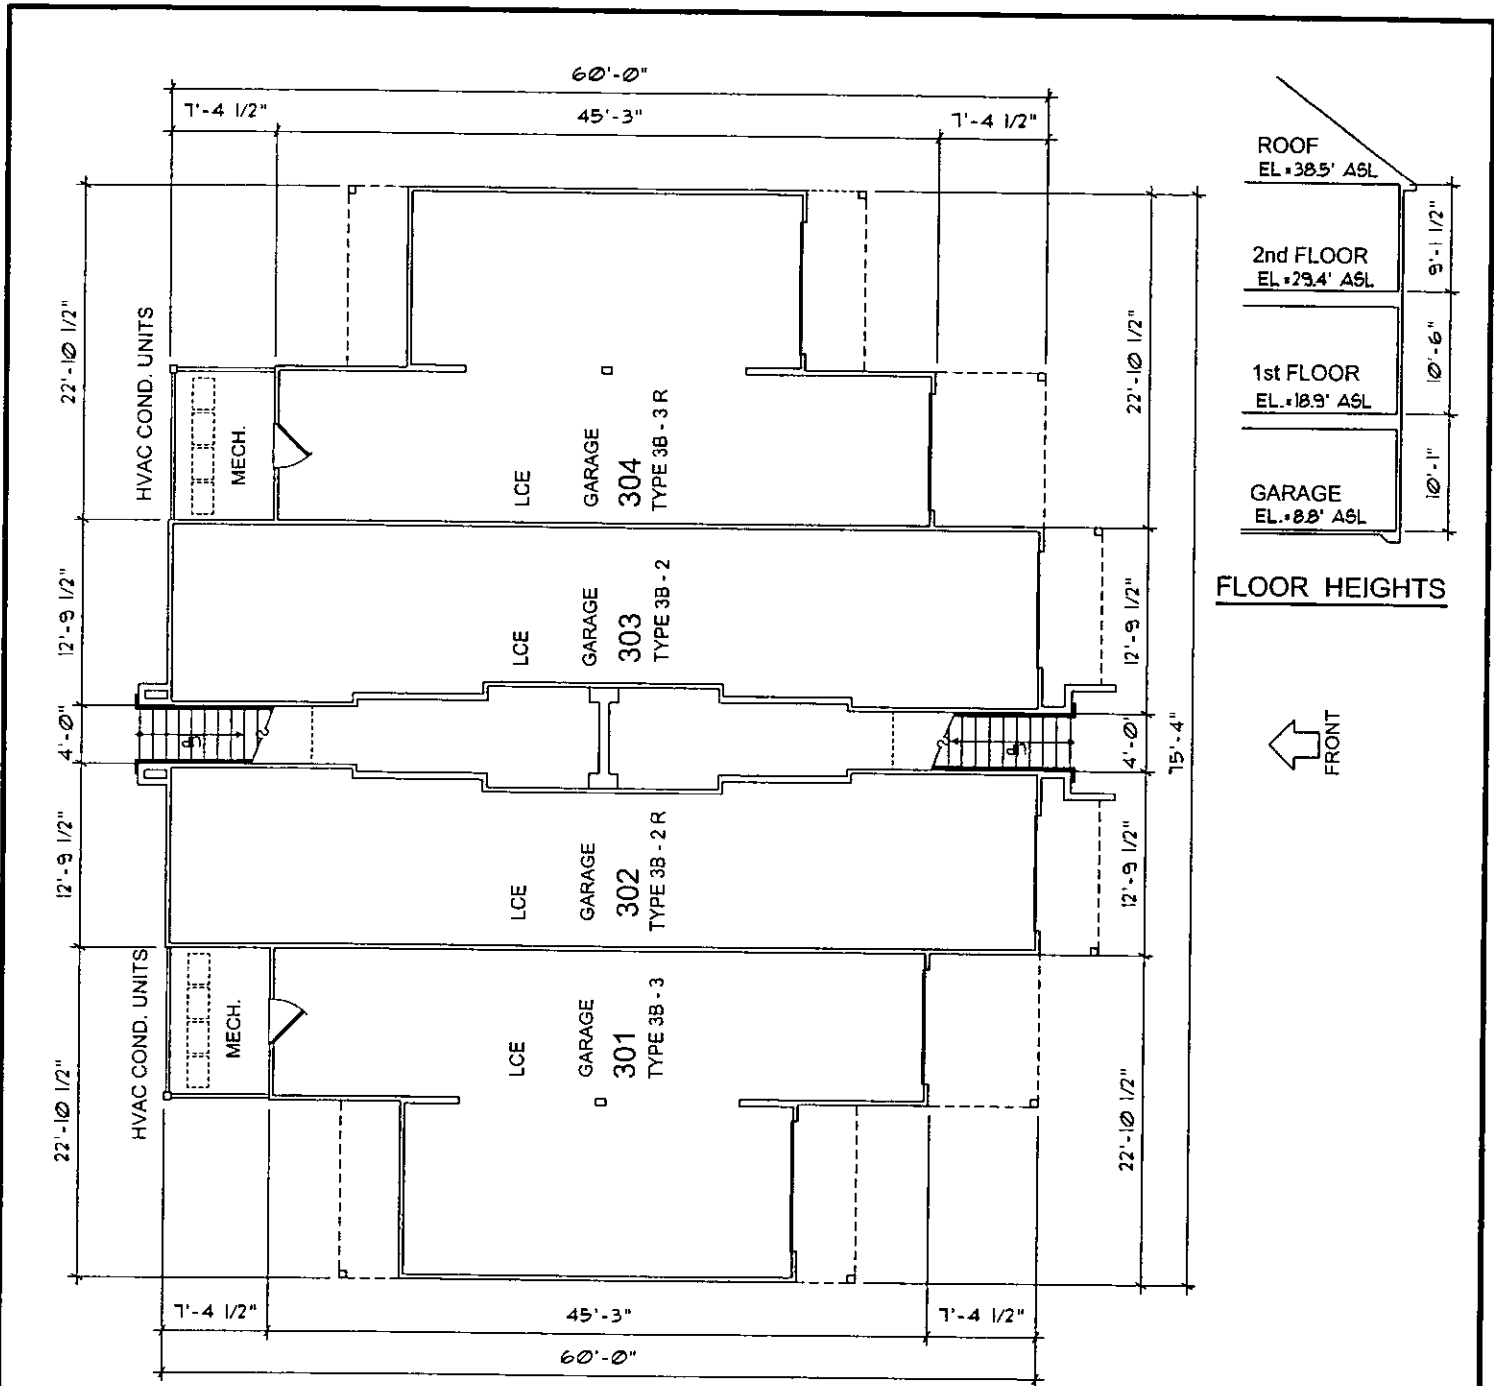 60'-0"
7'-4 1/2"
45'-3"
7'-4 1/2"
ROOF
EL.=38.5' ASL
2nd FLOOR
EL.=29.4' ASL
1st FLOOR
EL.=18.9' ASL
GARAGE
EL.=8.8' ASL
9'-1 1/2"
10'-6"
10'-1"
FLOOR HEIGHTS
FRONT
22'-10 1/2"
12'-9 1/2"
4'-0"
12'-9 1/2"
22'-10 1/2"
HVAC COND. UNITS
MECH.
LCE
GARAGE
304
TYPE 3B - 3 R
LCE
GARAGE
303
TYPE 3B - 2
UP
UP
LCE
GARAGE
302
TYPE 3B - 2 R
HVAC COND. UNITS
MECH.
LCE
GARAGE
301
TYPE 3B - 3
22'-10 1/2"
12'-9 1/2"
4'-0"
12'-9 1/2"
22'-10 1/2"
75'-4"
7'-4 1/2"
45'-3"
7'-4 1/2"
60'-0"